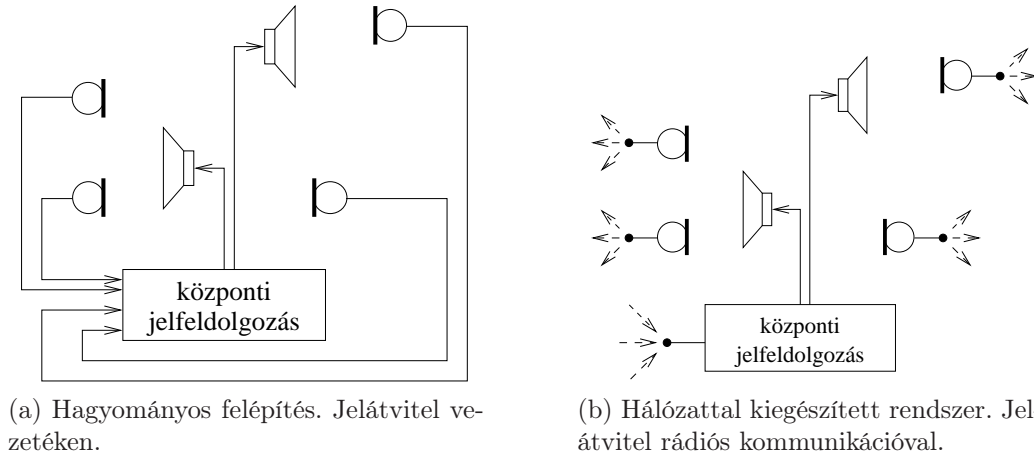 központi
jelfeldolgozás
(a) Hagyományos felépítés. Jelátvitel ve-
zetéken.
központi
jelfeldolgozás
(b) Hálózattal kiegészített rendszer. Jel
átvitel rádiós kommunikációval.